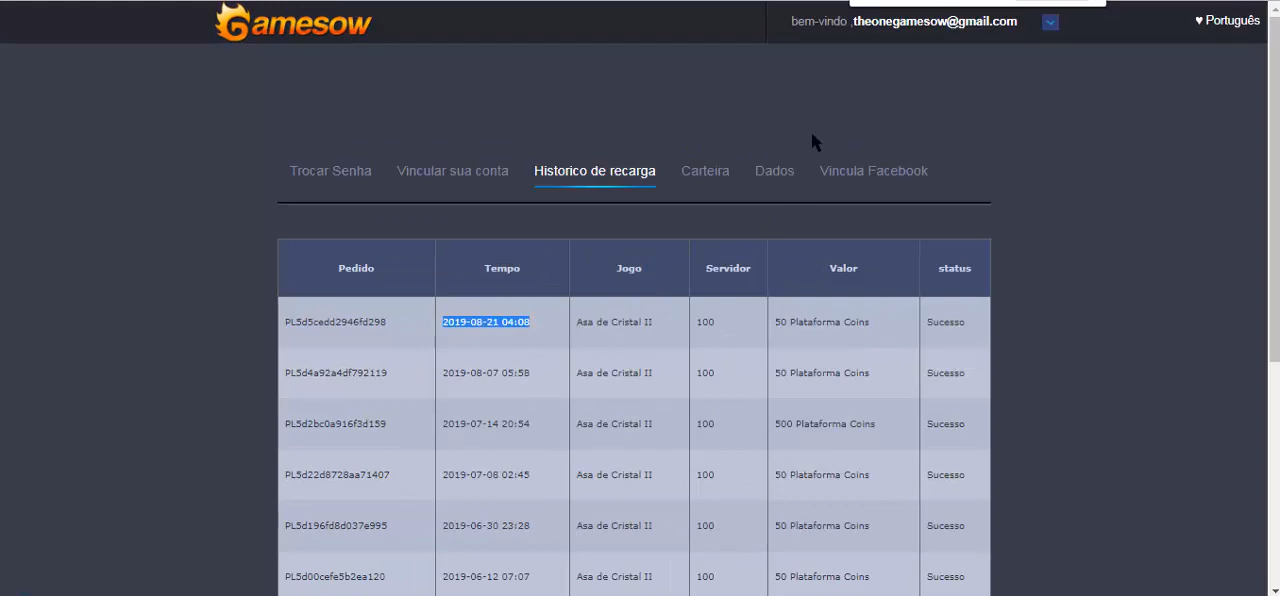 Gamesow
bem-vindo ,theonegamesow@gmail.com
♥ Português
Trocar Senha Vincular sua conta Historico de recarga Carteira Dados Vincula Facebook
Pedido Tempo Jogo Servidor Valor status
PL5d5cedd2946fd298 2019-08-21 04:08 Asa de Cristal II 100 50 Plataforma Coins Sucesso
PL5d4a92a4df792119 2019-08-07 05:58 Asa de Cristal II 100 50 Plataforma Coins Sucesso
PL5d2bc0a916f3d159 2019-07-14 20:54 Asa de Cristal II 100 500 Plataforma Coins Sucesso
PL5d22d8728aa71407 2019-07-08 02:45 Asa de Cristal II 100 50 Plataforma Coins Sucesso
PL5d196fd8d037e995 2019-06-30 23:28 Asa de Cristal II 100 50 Plataforma Coins Sucesso
PL5d00cefe5b2ea120 2019-06-12 07:07 Asa de Cristal II 100 50 Plataforma Coins Sucesso